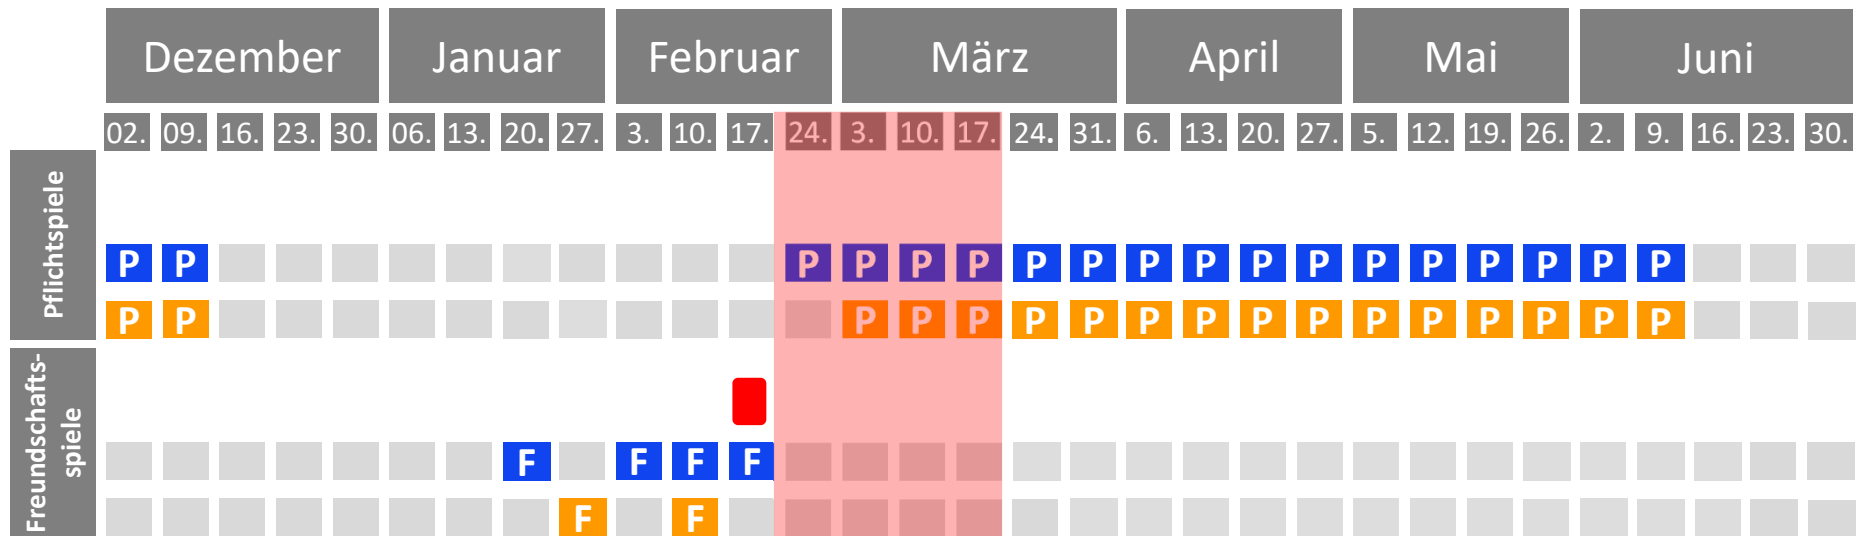 Dezember Januar Februar März April Mai Juni
02. 09. 16. 23. 30. 06. 13. 20. 27. 3. 10. 17. 24. 3. 10. 17. 24. 31. 6. 13. 20. 27. 5. 12. 19. 26. 2. 9. 16. 23. 30.
Pflichtspiele
P P P P P P P P P P P P P P P P P P
P P P P P P P P P P P P P P P P P
Freundschafts-
spiele
F F F F
F F